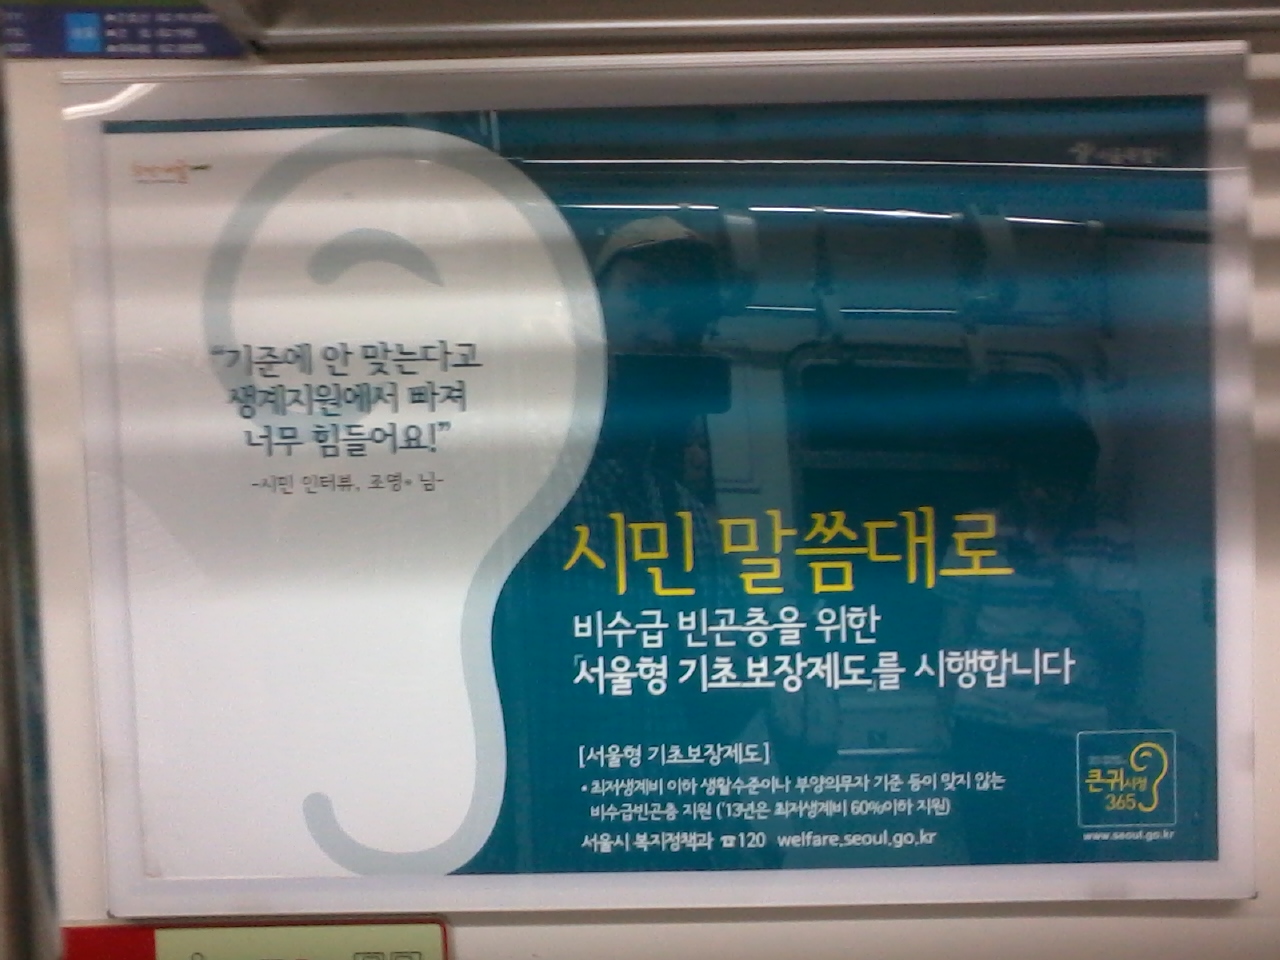 "기준에 안 맞는다고
생계지원에서 빠져
너무 힘들어요!"
-시민 인터뷰, 조영* 님-
시민 말씀대로
비수급 빈곤층을 위한
「서울형 기초보장제도」를 시행합니다
[서울형 기초보장제도]
• 최저생계비 이하 생활수준이나 부양의무자 기준 등이 맞지 않는
비수급빈곤층 지원 ('13년은 최저생계비 60%이하 지원)
서울시 복지정책과 ☎120 welfare.seoul.go.kr
큰귀시정
365
www.seoul.go.kr